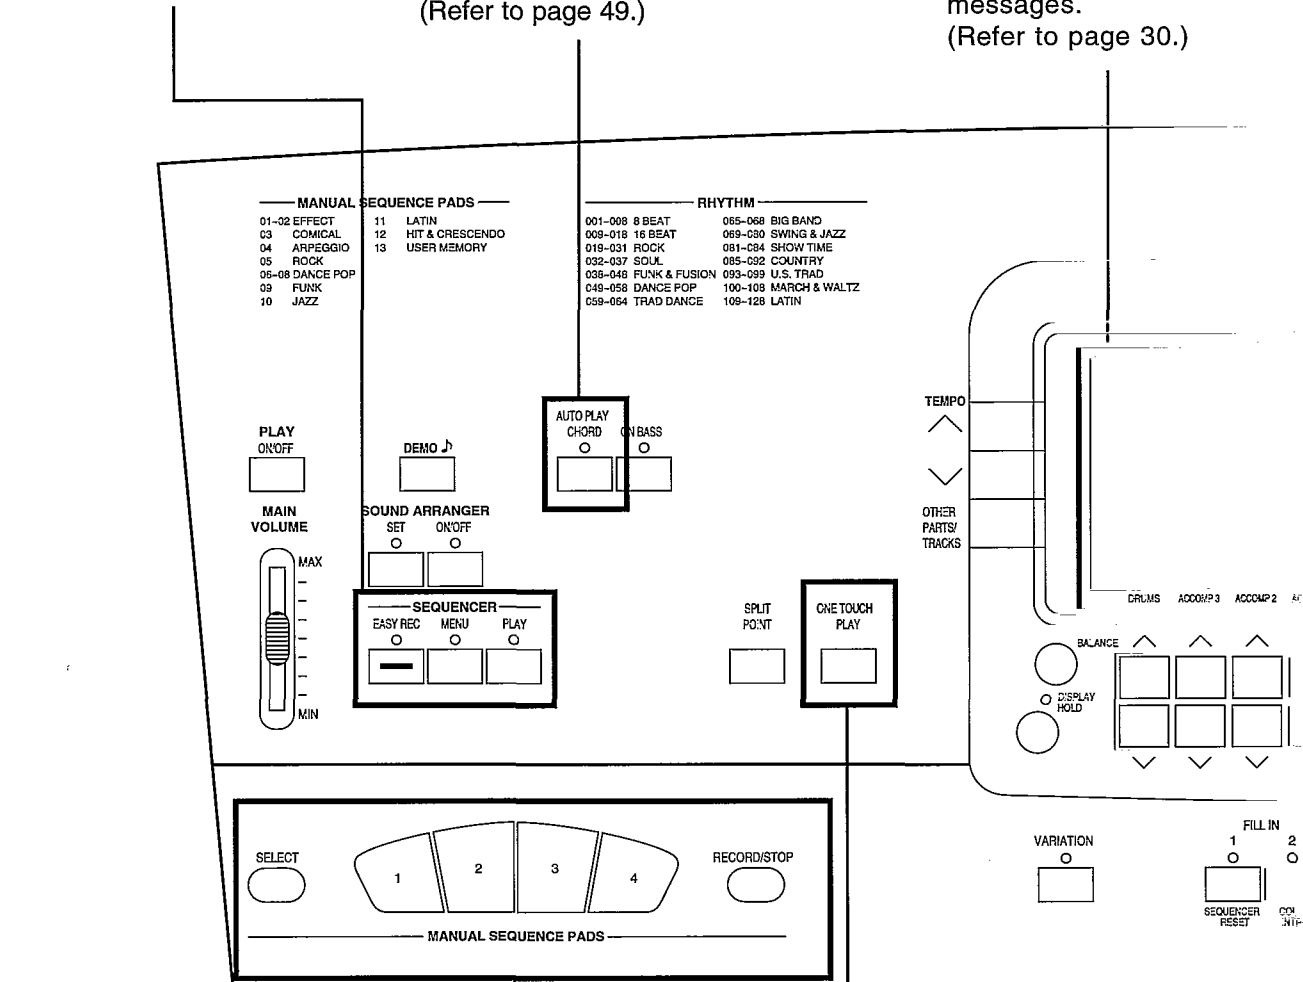 (Refer to page 49.)
messages.
(Refer to page 30.)
MANUAL SEQUENCE PADS
01-02 EFFECT
03 COMICAL
04 ARPEGGIO
05 ROCK
06-08 DANCE POP
09 FUNK
10 JAZZ
11 LATIN
12 HIT & CRESCENDO
13 USER MEMORY
RHYTHM
001-008 8 BEAT
009-018 16 BEAT
019-031 ROCK
032-037 SOUL
038-048 FUNK & FUSION
049-058 DANCE POP
059-064 TRAD DANCE
065-068 BIG BAND
069-080 SWING & JAZZ
081-084 SHOW TIME
085-092 COUNTRY
093-099 U.S. TRAD
100-108 MARCH & WALTZ
109-128 LATIN
TEMPO
AUTO PLAY
CHORD
ON BASS
PLAY
ON/OFF
DEMO ♪
MAIN
VOLUME
MAX
MIN
SOUND ARRANGER
SET
ON/OFF
OTHER
PARTS/
TRACKS
SEQUENCER
EASY REC
MENU
PLAY
SPLIT
POINT
ONE TOUCH
PLAY
DRUMS
ACCOMP 3
ACCOMP 2
BALANCE
DISPLAY
HOLD
SELECT
1
2
3
4
RECORD/STOP
MANUAL SEQUENCE PADS
VARIATION
FILL IN
1
2
SEQUENCER
RESET